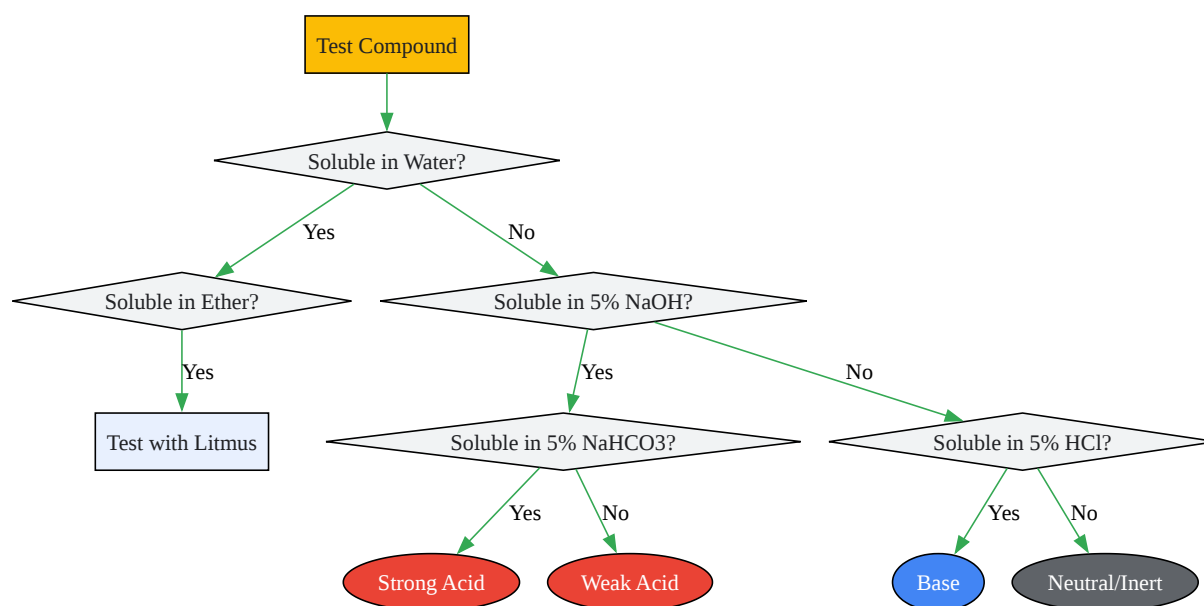 Test Compound
Soluble in Water?
Yes
No
Soluble in Ether?
Soluble in 5% NaOH?
Yes
Yes
No
Test with Litmus
Soluble in 5% NaHCO3?
Soluble in 5% HCl?
Yes
No
Yes
No
Strong Acid
Weak Acid
Base
Neutral/Inert